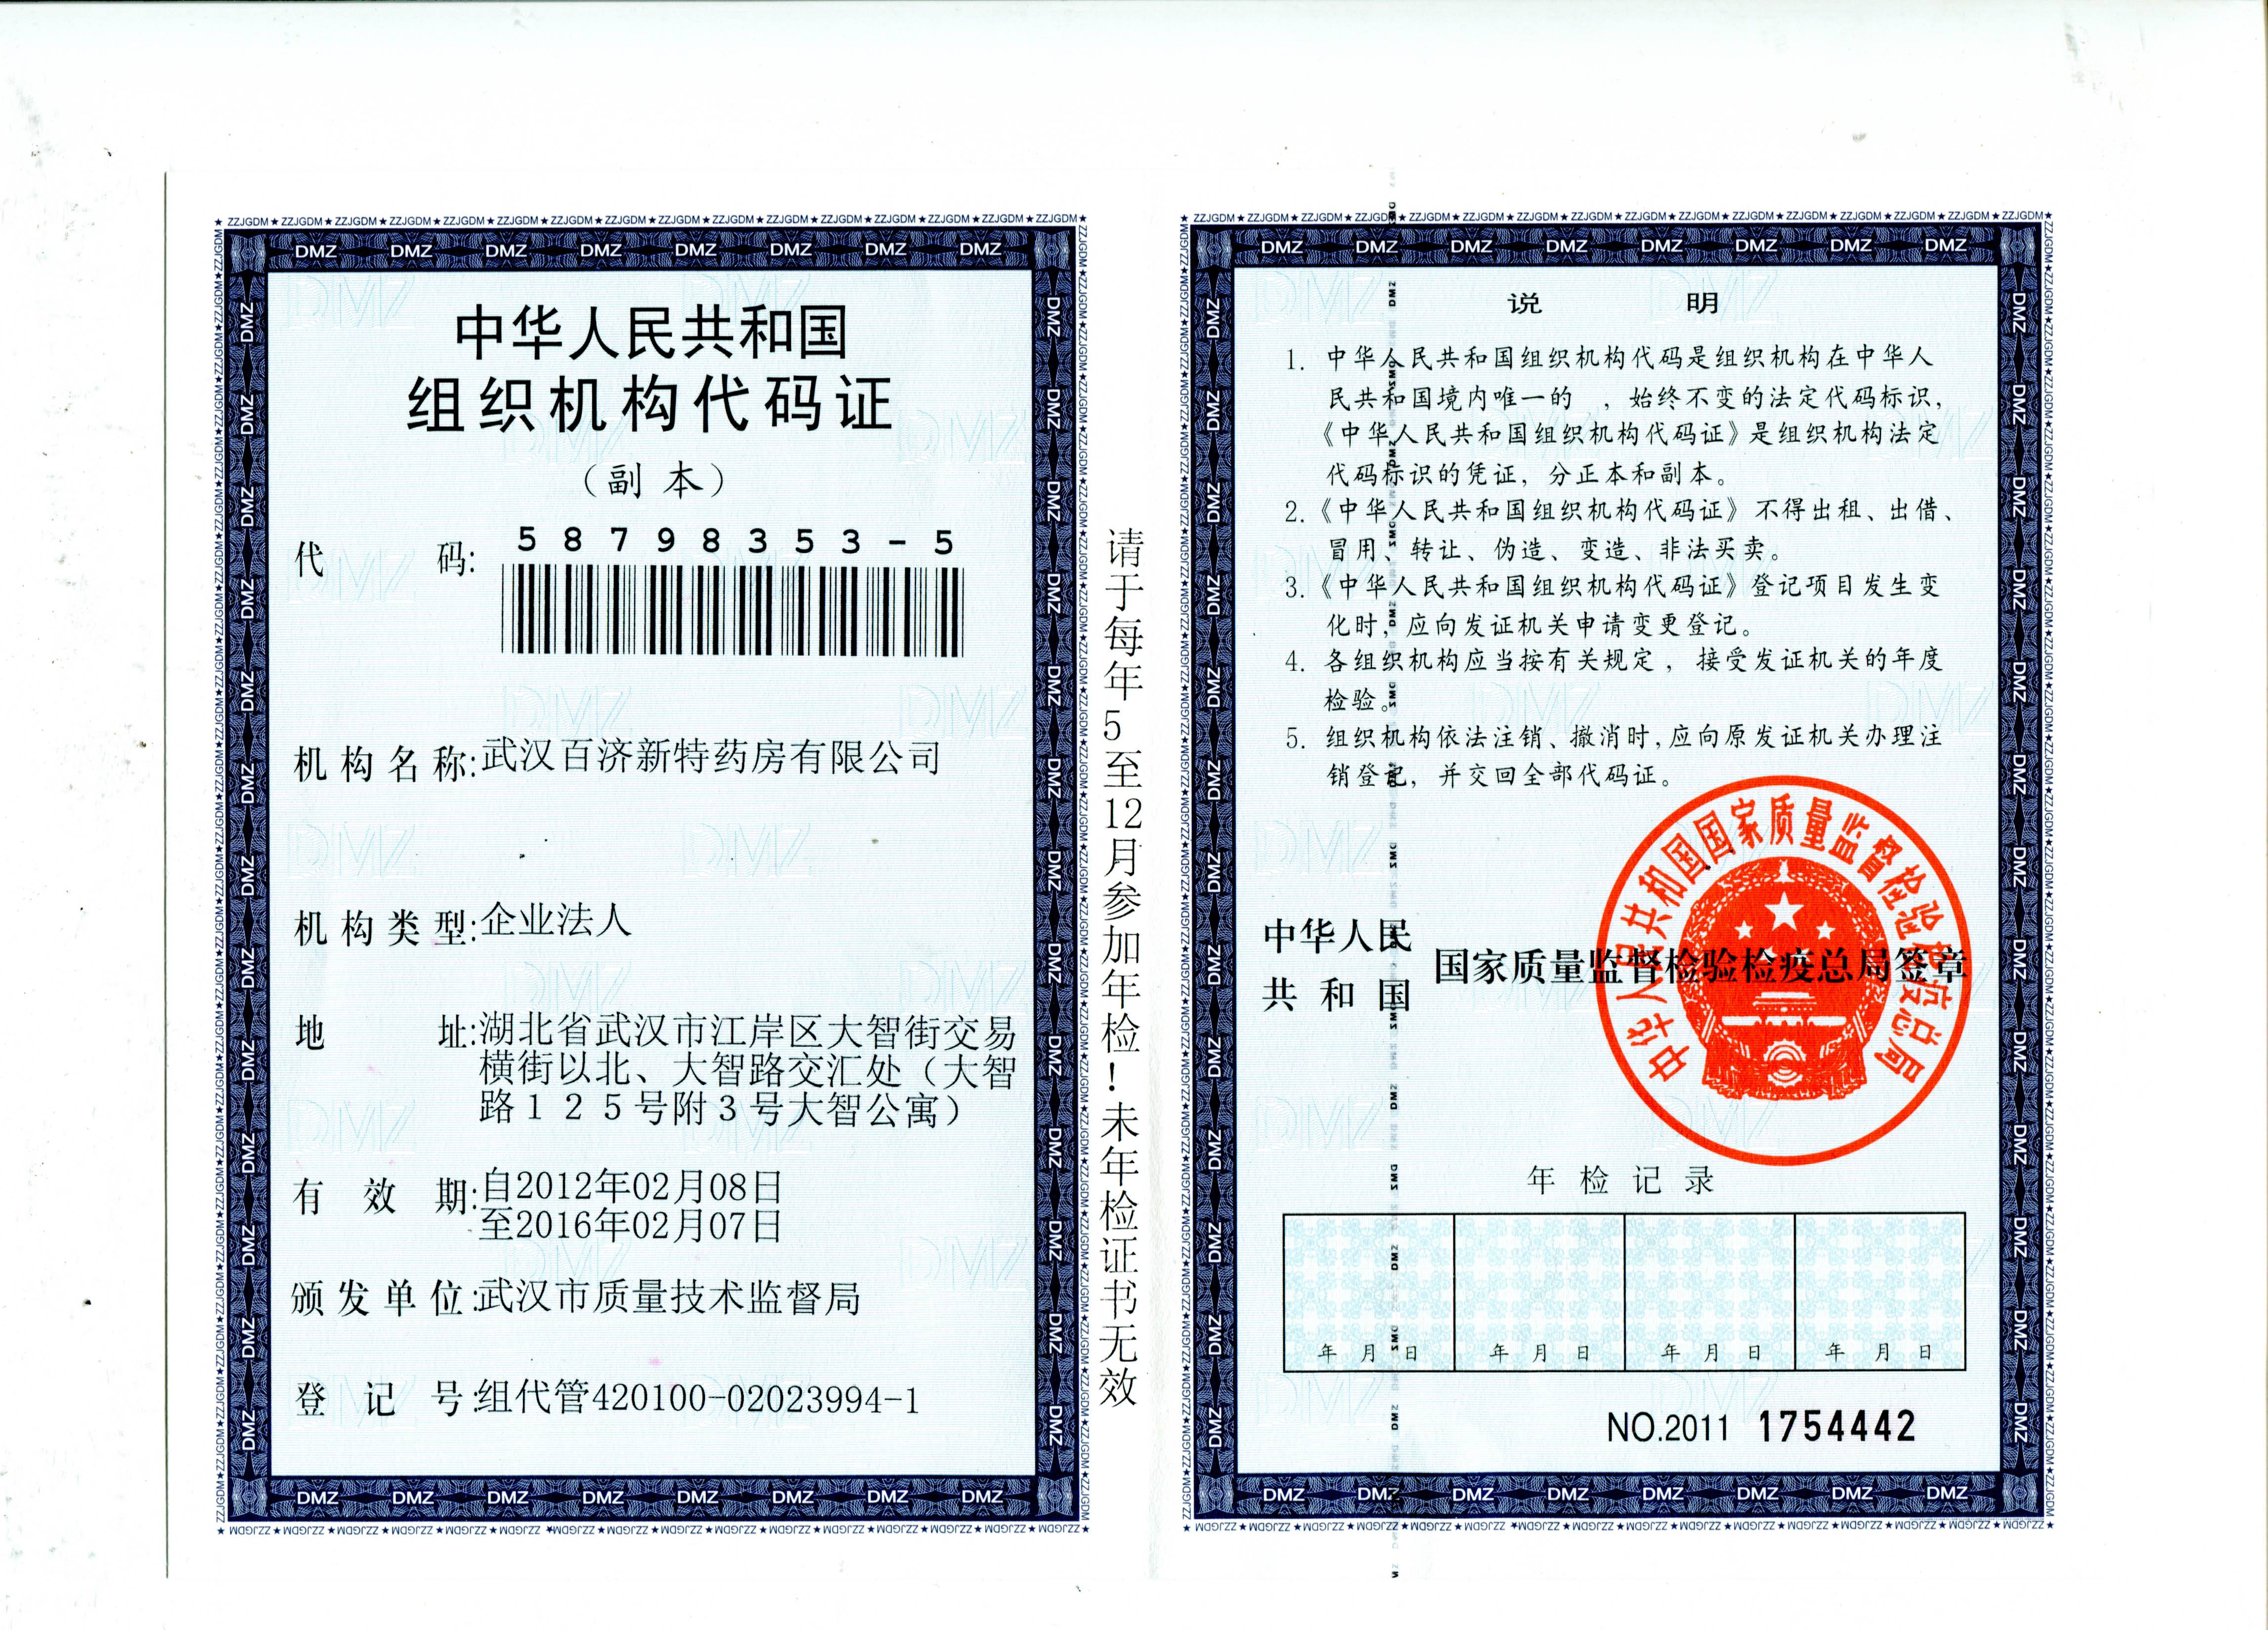 中华人民共和国
组织机构代码证
（副 本）
代 码: 58798353-5
机构名称:武汉百济新特药房有限公司
机构类型:企业法人
地 址:湖北省武汉市江岸区大智街交易
横街以北、大智路交汇处（大智
路１２５号附３号大智公寓）
有 效 期:自2012年02月08日
至2016年02月07日
颁发单位:武汉市质量技术监督局
登 记 号:组代管420100-02023994-1
请于每年5至12月参加年检！未年检证书无效
说 明
1. 中华人民共和国组织机构代码是组织机构在中华人
民共和国境内唯一的 ，始终不变的法定代码标识，
《中华人民共和国组织机构代码证》是组织机构法定
代码标识的凭证，分正本和副本。
2.《中华人民共和国组织机构代码证》不得出租、出借、
冒用、转让、伪造、变造、非法买卖。
3.《中华人民共和国组织机构代码证》登记项目发生变
化时，应向发证机关申请变更登记。
4. 各组织机构应当按有关规定，接受发证机关的年度
检验。
5. 组织机构依法注销、撤消时，应向原发证机关办理注
销登记，并交回全部代码证。
中华人民
共和国
国家质量监督检验检疫总局签章
中华人民共和国国家质量监督检验检疫总局
年检记录
年 月 日 年 月 日 年 月 日 年 月 日
NO.2011 1754442
DMZ
ZZJGDM